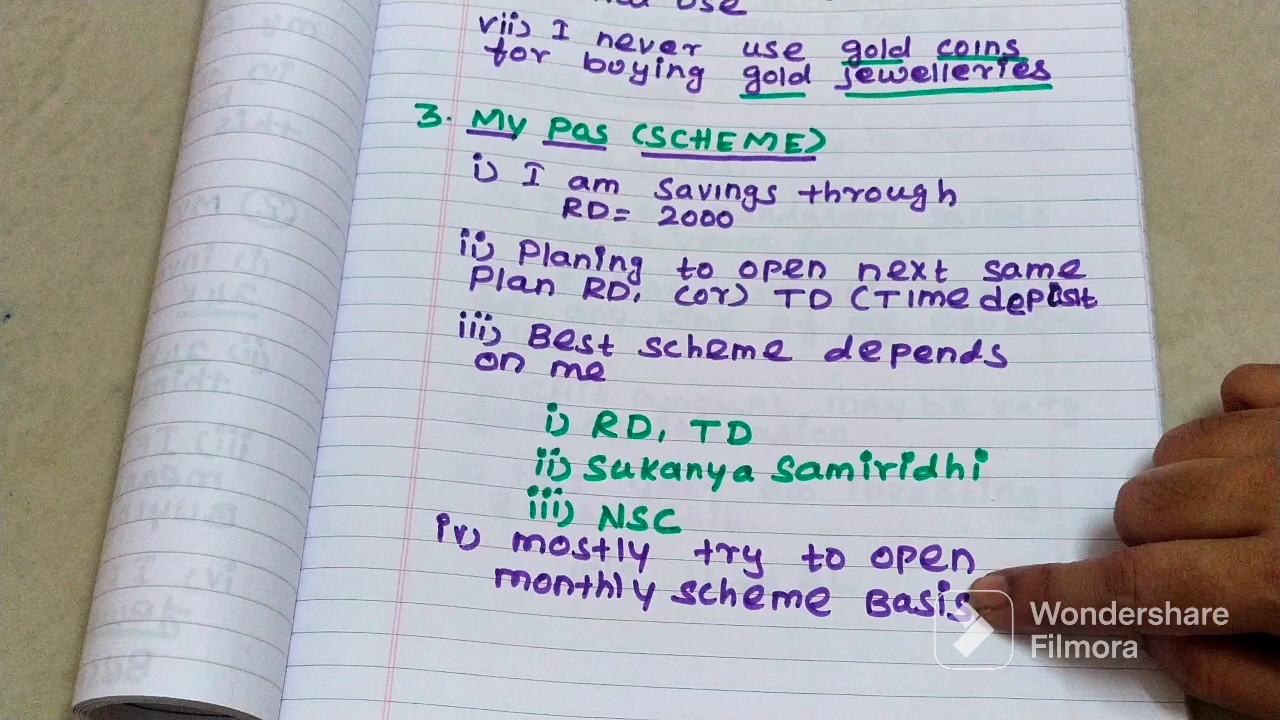 use
vii) I never use gold coins
for buying gold jewelleries
3. My pas (SCHEME)
i) I am savings through
RD= 2000
ii) Planing to open next same
Plan RD, (or) TD (Time deposit
iii) Best scheme depends
on me
i) RD, TD
ii) Sukanya Samiridhi
iii) NSC
iv) mostly try to open
monthly scheme Basis
Wondershare
Filmora